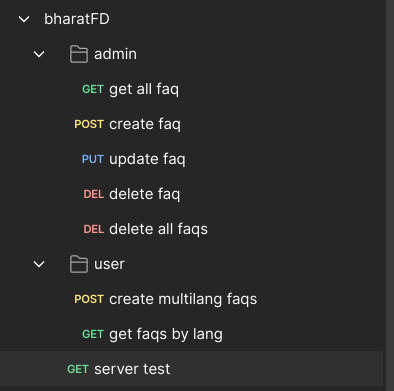 bharatFD
admin
GET get all faq
POST create faq
PUT update faq
DEL delete faq
DEL delete all faqs
user
POST create multilang faqs
GET get faqs by lang
GET server test